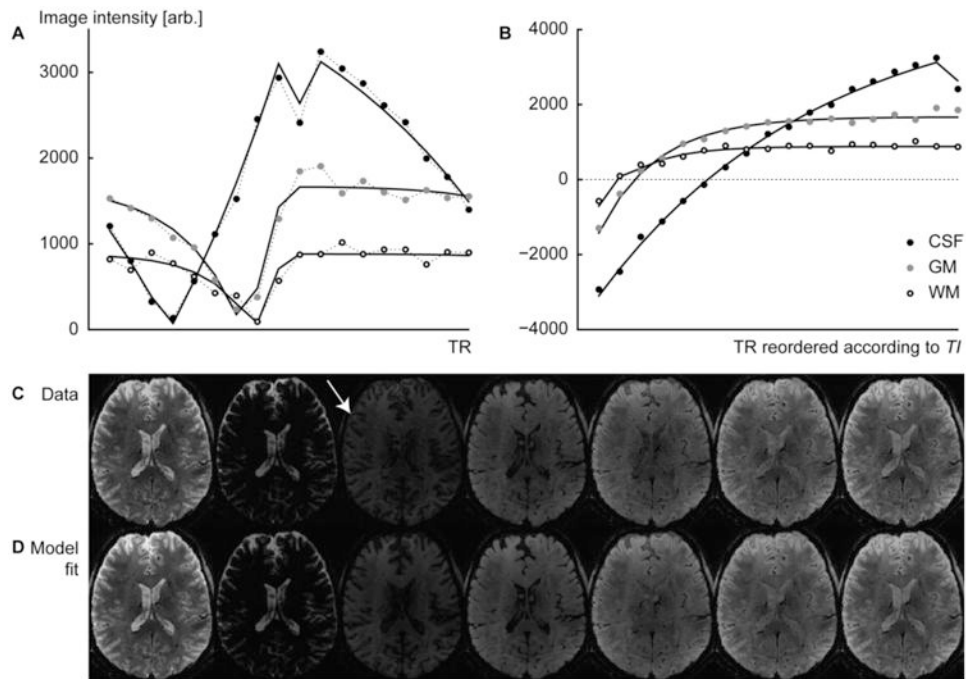 Image intensity [arb.]
A
B
3000
2000
1000
0
TR
4000
2000
0
−2000
−4000
CSF
GM
WM
TR reordered according to TI
C Data
D Model
fit